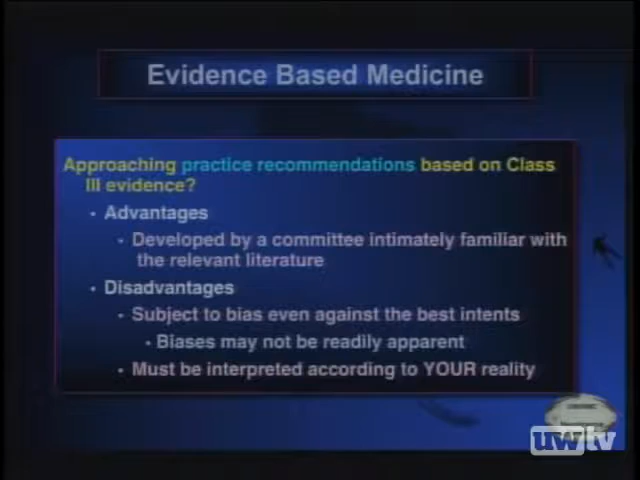 Evidence Based Medicine
Approaching practice recommendations based on Class
III evidence?
• Advantages
• Developed by a committee intimately familiar with
the relevant literature
• Disadvantages
• Subject to bias even against the best intents
• Biases may not be readily apparent
• Must be interpreted according to YOUR reality
uwtv